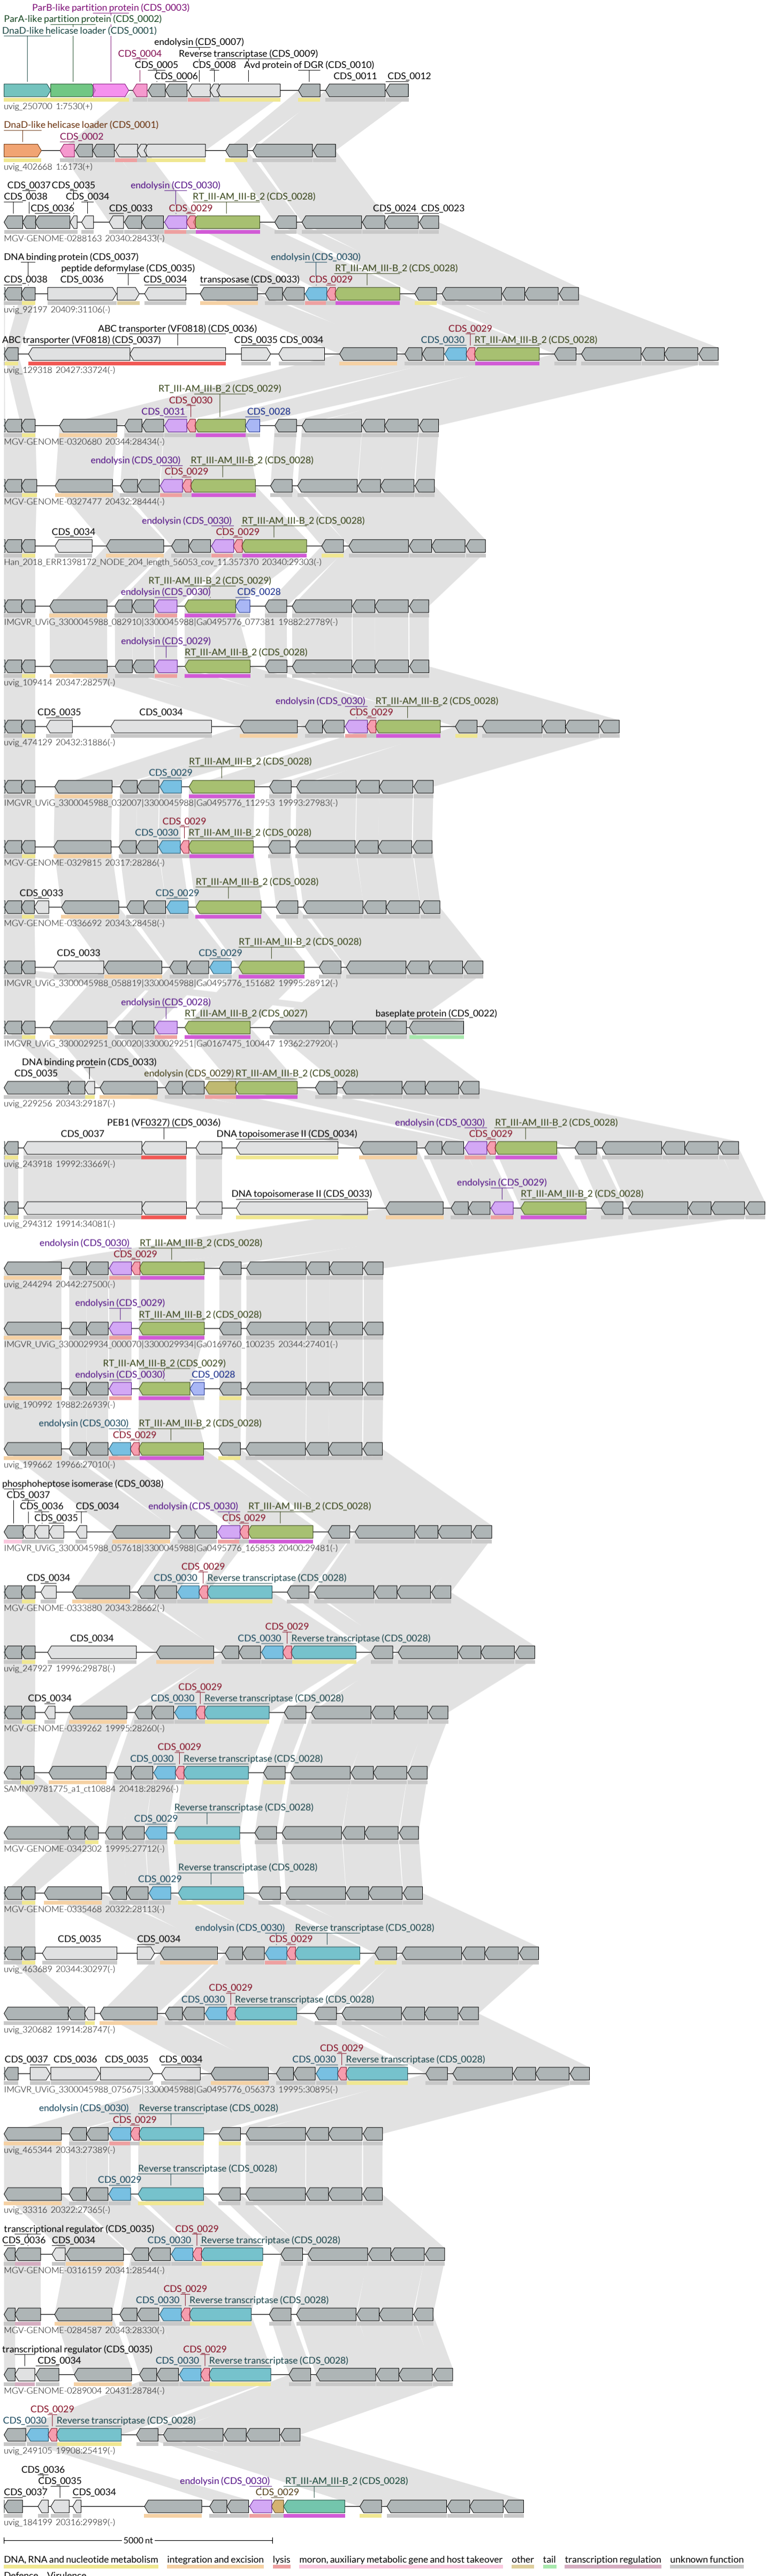 ParB-like partition protein (CDS_0003)
ParA-like partition protein (CDS_0002)
DnaD-like helicase loader (CDS_0001)
endolysin (CDS_0007)
CDS_0004 Reverse transcriptase (CDS_0009)
CDS_0005 CDS_0008 Avd protein of DGR (CDS_0010)
CDS_0006 CDS_0011 CDS_0012
uvig_250700 1:7530(+)
DnaD-like helicase loader (CDS_0001)
CDS_0002
uvig_402668 1:6173(+)
CDS_0037 CDS_0035 endolysin (CDS_0030)
CDS_0038 CDS_0034 RT_III-AM_III-B_2 (CDS_0028)
CDS_0036 CDS_0033 CDS_0029 CDS_0024 CDS_0023
MGV-GENOME-0288163 20340:28433(-)
DNA binding protein (CDS_0037) endolysin (CDS_0030)
peptide deformylase (CDS_0035) RT_III-AM_III-B_2 (CDS_0028)
CDS_0038 CDS_0036 CDS_0034 transposase (CDS_0033) CDS_0029
uvig_92197 20409:31106(-)
ABC transporter (VF0818) (CDS_0036) CDS_0029
ABC transporter (VF0818) (CDS_0037) CDS_0035 CDS_0034 CDS_0030 RT_III-AM_III-B_2 (CDS_0028)
uvig_129318 20427:33724(-)
RT_III-AM_III-B_2 (CDS_0029)
CDS_0030
CDS_0031 CDS_0028
MGV-GENOME-0320680 20344:28434(-)
endolysin (CDS_0030) RT_III-AM_III-B_2 (CDS_0028)
CDS_0029
MGV-GENOME-0327477 20432:28444(-)
endolysin (CDS_0030) RT_III-AM_III-B_2 (CDS_0028)
CDS_0034 CDS_0029
Han_2018_ERR1398172_NODE_204_length_56053_cov_11.357370 20340:29303(-)
RT_III-AM_III-B_2 (CDS_0029)
endolysin (CDS_0030) CDS_0028
IMGVR_UViG_3300045988_082910|3300045988|Ga0495776_077381 19882:27789(-)
endolysin (CDS_0029)
RT_III-AM_III-B_2 (CDS_0028)
uvig_109414 20347:28257(-)
endolysin (CDS_0030) RT_III-AM_III-B_2 (CDS_0028)
CDS_0035 CDS_0034 CDS_0029
uvig_474129 20432:31886(-)
RT_III-AM_III-B_2 (CDS_0028)
CDS_0029
IMGVR_UViG_3300045988_032007|3300045988|Ga0495776_112953 19993:27983(-)
CDS_0029
CDS_0030 RT_III-AM_III-B_2 (CDS_0028)
MGV-GENOME-0329815 20317:28286(-)
RT_III-AM_III-B_2 (CDS_0028)
CDS_0033 CDS_0029
MGV-GENOME-0336692 20343:28458(-)
RT_III-AM_III-B_2 (CDS_0028)
CDS_0033 CDS_0029
IMGVR_UViG_3300045988_058819|3300045988|Ga0495776_151682 19995:28912(-)
endolysin (CDS_0028)
RT_III-AM_III-B_2 (CDS_0027) baseplate protein (CDS_0022)
IMGVR_UViG_3300029251_000020|3300029251|Ga0167475_100447 19362:27920(-)
DNA binding protein (CDS_0033)
CDS_0035 endolysin (CDS_0029) RT_III-AM_III-B_2 (CDS_0028)
uvig_229256 20343:29187(-)
PEB1 (VF0327) (CDS_0036) endolysin (CDS_0030) RT_III-AM_III-B_2 (CDS_0028)
CDS_0037 DNA topoisomerase II (CDS_0034) CDS_0029
uvig_243918 19992:33669(-)
endolysin (CDS_0029)
DNA topoisomerase II (CDS_0033) RT_III-AM_III-B_2 (CDS_0028)
uvig_294312 19914:34081(-)
endolysin (CDS_0030) RT_III-AM_III-B_2 (CDS_0028)
CDS_0029
uvig_244294 20442:27500(-)
endolysin (CDS_0029)
RT_III-AM_III-B_2 (CDS_0028)
IMGVR_UViG_3300029934_000070|3300029934|Ga0169760_100235 20344:27401(-)
RT_III-AM_III-B_2 (CDS_0029)
endolysin (CDS_0030) CDS_0028
uvig_190992 19882:26939(-)
endolysin (CDS_0030) RT_III-AM_III-B_2 (CDS_0028)
CDS_0029
uvig_199662 19966:27010(-)
phosphoheptose isomerase (CDS_0038)
CDS_0037
CDS_0036 CDS_0034 endolysin (CDS_0030) RT_III-AM_III-B_2 (CDS_0028)
CDS_0035 CDS_0029
IMGVR_UViG_3300045988_057618|3300045988|Ga0495776_165853 20400:29481(-)
CDS_0029
CDS_0034 CDS_0030 Reverse transcriptase (CDS_0028)
MGV-GENOME-0333880 20343:28662(-)
CDS_0029
CDS_0034 CDS_0030 Reverse transcriptase (CDS_0028)
uvig_247927 19996:29878(-)
CDS_0029
CDS_0034 CDS_0030 Reverse transcriptase (CDS_0028)
MGV-GENOME-0339262 19995:28260(-)
CDS_0029
CDS_0030 Reverse transcriptase (CDS_0028)
SAMN09781775_a1_ct10884 20418:28296(-)
Reverse transcriptase (CDS_0028)
CDS_0029
MGV-GENOME-0342302 19995:27712(-)
Reverse transcriptase (CDS_0028)
CDS_0029
MGV-GENOME-0335468 20322:28113(-)
endolysin (CDS_0030) Reverse transcriptase (CDS_0028)
CDS_0035 CDS_0034 CDS_0029
uvig_463689 20344:30297(-)
CDS_0029
CDS_0030 Reverse transcriptase (CDS_0028)
uvig_320682 19914:28747(-)
CDS_0029
CDS_0037 CDS_0036 CDS_0035 CDS_0034 CDS_0030 Reverse transcriptase (CDS_0028)
IMGVR_UViG_3300045988_075675|3300045988|Ga0495776_056373 19995:30895(-)
endolysin (CDS_0030) Reverse transcriptase (CDS_0028)
CDS_0029
uvig_465344 20343:27389(-)
Reverse transcriptase (CDS_0028)
CDS_0029
uvig_33316 20322:27365(-)
transcriptional regulator (CDS_0035) CDS_0029
CDS_0036 CDS_0034 CDS_0030 Reverse transcriptase (CDS_0028)
MGV-GENOME-0316159 20341:28544(-)
CDS_0029
CDS_0030 Reverse transcriptase (CDS_0028)
MGV-GENOME-0284587 20343:28330(-)
transcriptional regulator (CDS_0035) CDS_0029
CDS_0034 CDS_0030 Reverse transcriptase (CDS_0028)
MGV-GENOME-0289004 20431:28784(-)
CDS_0029
CDS_0030 Reverse transcriptase (CDS_0028)
uvig_249105 19908:25419(-)
CDS_0036
CDS_0035 endolysin (CDS_0030) RT_III-AM_III-B_2 (CDS_0028)
CDS_0037 CDS_0034 CDS_0029
uvig_184199 20316:29989(-)
5000 nt
DNA, RNA and nucleotide metabolism integration and excision lysis moron, auxiliary metabolic gene and host takeover other tail transcription regulation unknown function
Defense Virulence